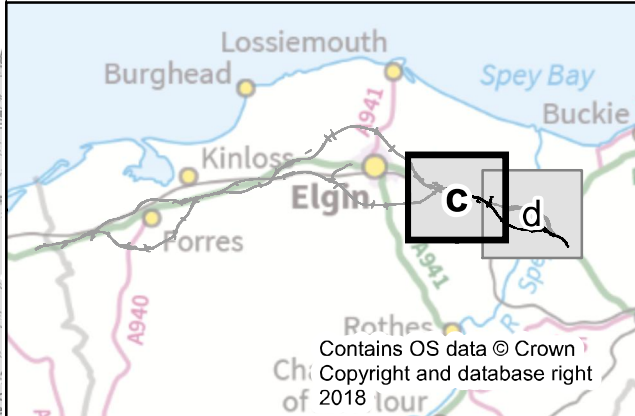 Lossiemouth
Burghead
Spey Bay
A941
Buckie
Kinloss
Elgin
c
d
Forres
A941
Spe
A940
Rothes
R
Contains OS data © Crown
Copyright and database right
2018